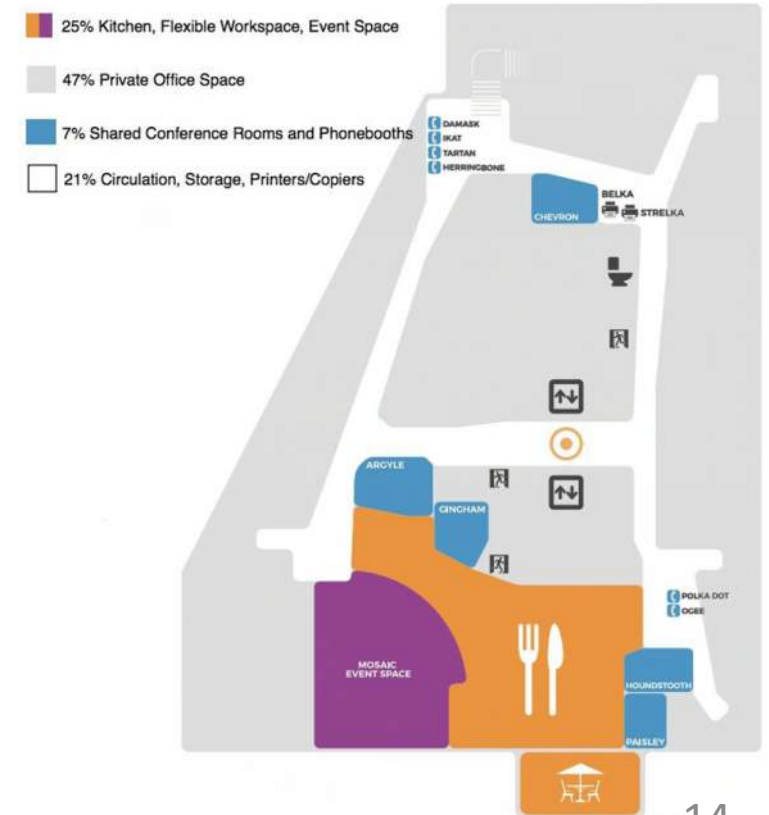 25% Kitchen, Flexible Workspace, Event Space
47% Private Office Space
7% Shared Conference Rooms and Phonebooths
21% Circulation, Storage, Printers/Copiers
DAMASK
IKAT
TARTAN
HERRINGBONE
CHEVRON
BELKA
STRELKA
ARGYLE
GINGHAM
POLKA DOT
OGEE
MOSAIC
EVENT SPACE
HOUNDSTOOTH
PAISLEY
14